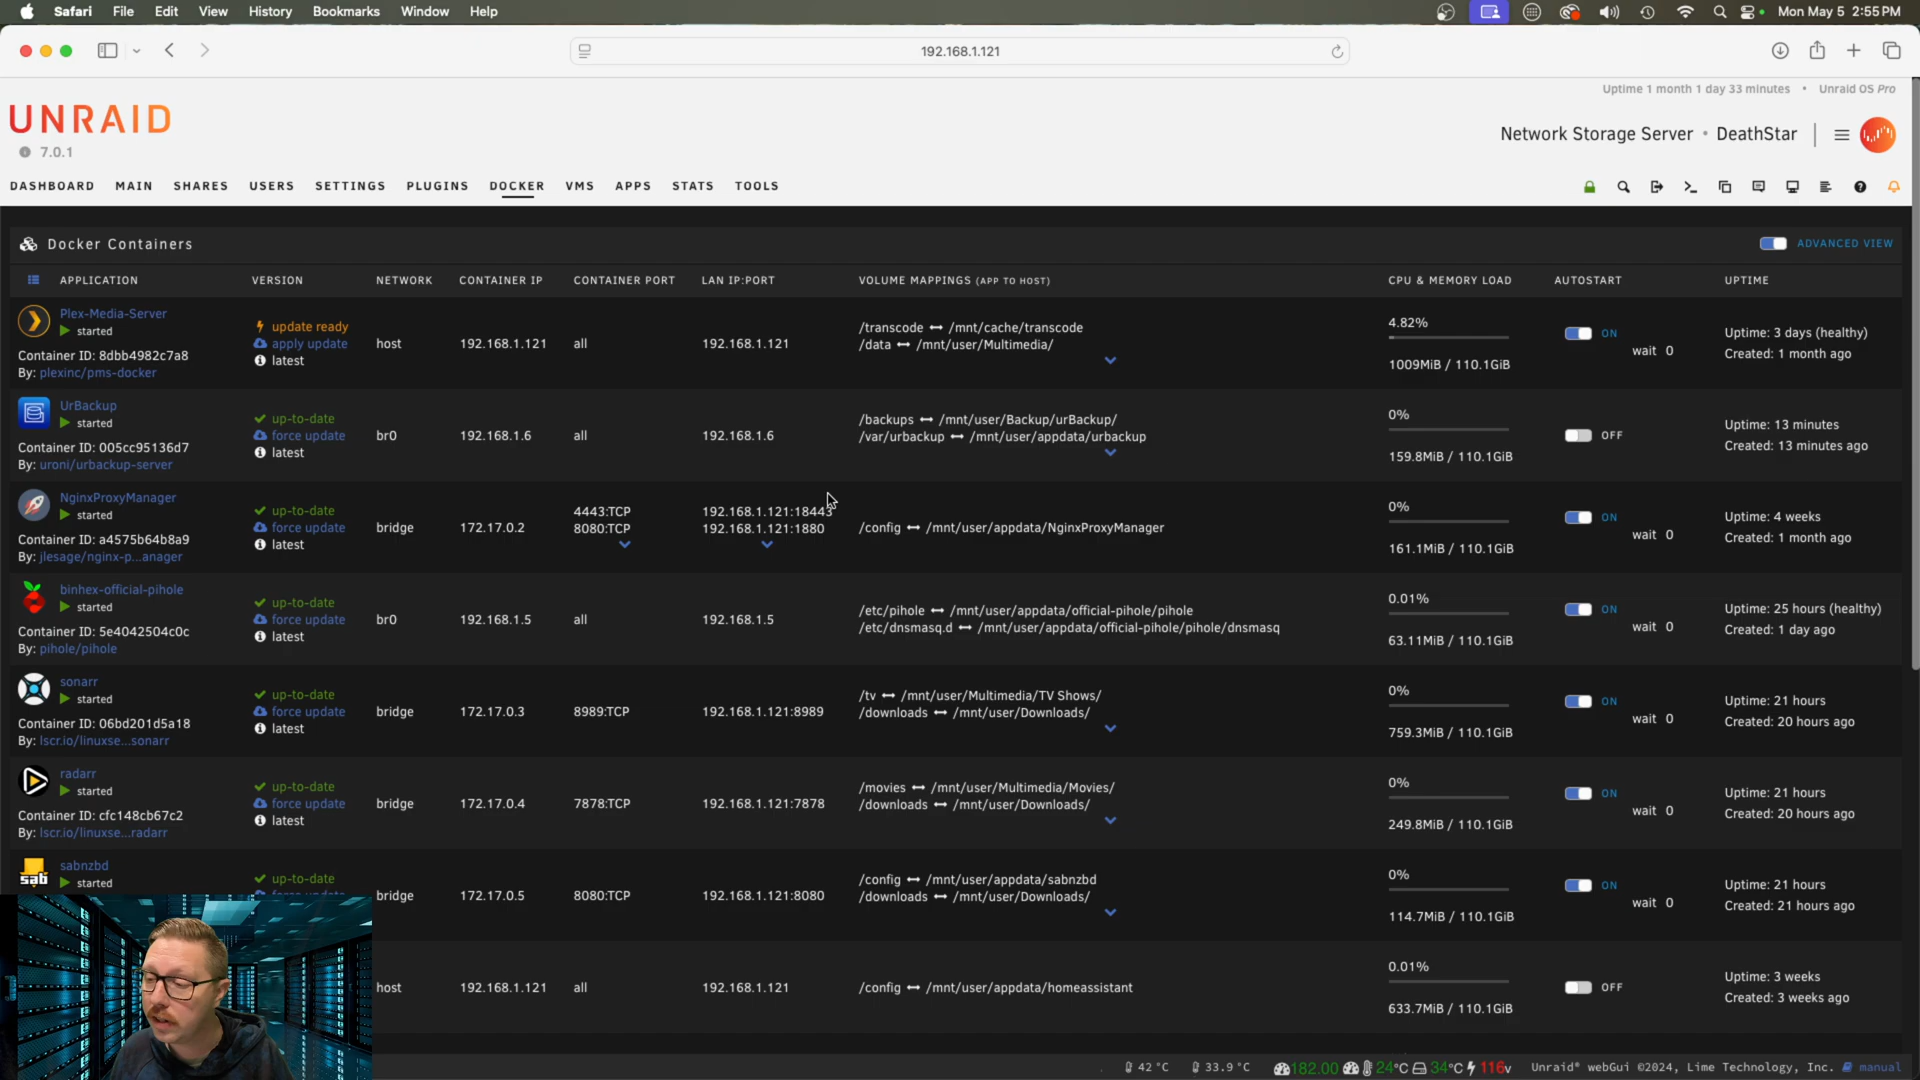 Safari File Edit View History Bookmarks Window Help Mon May 5 2:55 PM
192.168.1.121
Uptime 1 month 1 day 33 minutes • Unraid OS Pro
UNRAID
7.0.1
Network Storage Server • DeathStar
DASHBOARD MAIN SHARES USERS SETTINGS PLUGINS DOCKER VMS APPS STATS TOOLS
Docker Containers
ADVANCED VIEW
APPLICATION VERSION NETWORK CONTAINER IP CONTAINER PORT LAN IP:PORT VOLUME MAPPINGS (APP TO HOST) CPU & MEMORY LOAD AUTOSTART UPTIME
Plex-Media-Server
started
Container ID: 8dbb4982c7a8
By: plexinc/pms-docker
update ready
apply update
latest
host 192.168.1.121 all 192.168.1.121
/transcode ↔ /mnt/cache/transcode
/data ↔ /mnt/user/Multimedia/
4.82%
1009MiB / 110.1GiB
ON
wait 0
Uptime: 3 days (healthy)
Created: 1 month ago
UrBackup
started
Container ID: 005cc95136d7
By: uroni/urbackup-server
up-to-date
force update
latest
br0 192.168.1.6 all 192.168.1.6
/backups ↔ /mnt/user/Backup/urBackup/
/var/urbackup ↔ /mnt/user/appdata/urbackup
0%
159.8MiB / 110.1GiB
OFF
Uptime: 13 minutes
Created: 13 minutes ago
NginxProxyManager
started
Container ID: a4575b64b8a9
By: jlesage/nginx-p...anager
up-to-date
force update
latest
bridge 172.17.0.2
4443:TCP
8080:TCP
192.168.1.121:18443
192.168.1.121:1880
/config ↔ /mnt/user/appdata/NginxProxyManager
0%
161.1MiB / 110.1GiB
ON
wait 0
Uptime: 4 weeks
Created: 1 month ago
binhex-official-pihole
started
Container ID: 5e4042504c0c
By: pihole/pihole
up-to-date
force update
latest
br0 192.168.1.5 all 192.168.1.5
/etc/pihole ↔ /mnt/user/appdata/official-pihole/pihole
/etc/dnsmasq.d ↔ /mnt/user/appdata/official-pihole/pihole/dnsmasq
0.01%
63.11MiB / 110.1GiB
ON
wait 0
Uptime: 25 hours (healthy)
Created: 1 day ago
sonarr
started
Container ID: 06bd201d5a18
By: lscr.io/linuxse...sonarr
up-to-date
force update
latest
bridge 172.17.0.3 8989:TCP 192.168.1.121:8989
/tv ↔ /mnt/user/Multimedia/TV Shows/
/downloads ↔ /mnt/user/Downloads/
0%
759.3MiB / 110.1GiB
ON
wait 0
Uptime: 21 hours
Created: 20 hours ago
radarr
started
Container ID: cfc148cb67c2
By: lscr.io/linuxse...radarr
up-to-date
force update
latest
bridge 172.17.0.4 7878:TCP 192.168.1.121:7878
/movies ↔ /mnt/user/Multimedia/Movies/
/downloads ↔ /mnt/user/Downloads/
0%
249.8MiB / 110.1GiB
ON
wait 0
Uptime: 21 hours
Created: 20 hours ago
sab
sabnzbd
started
up-to-date
bridge 172.17.0.5 8080:TCP 192.168.1.121:8080
/config ↔ /mnt/user/appdata/sabnzbd
/downloads ↔ /mnt/user/Downloads/
0%
114.7MiB / 110.1GiB
ON
wait 0
Uptime: 21 hours
Created: 21 hours ago
host 192.168.1.121 all 192.168.1.121
/config ↔ /mnt/user/appdata/homeassistant
0.01%
633.7MiB / 110.1GiB
OFF
Uptime: 3 weeks
Created: 3 weeks ago
42 °C 33.9 °C 182.00 24°C 34°C 116v Unraid® webGui ©2024, Lime Technology, Inc. manual